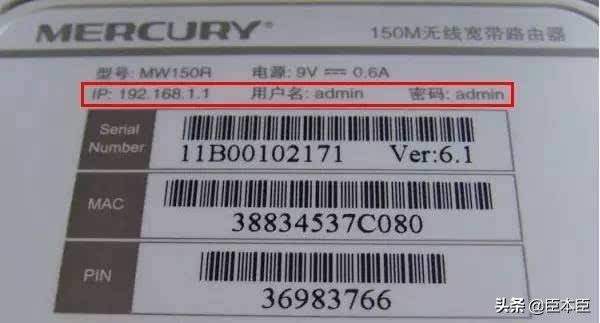 MERCURY® 150M无线宽带路由器
型号: MW150R 电源: 9V⎓0.6A
IP: 192.168.1.1 用户名: admin 密码: admin
Serial Number 11B00102171 Ver:6.1
MAC 38834537C080
PIN 36983766
头条 @臣本臣